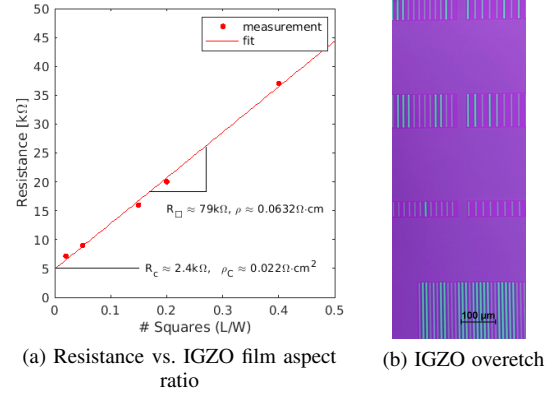 50
45
40
35
30
25
20
15
10
5
0
Resistance [kΩ]
measurement
fit
R□ ≈ 79kΩ, ρ ≈ 0.0632Ω·cm
Rc ≈ 2.4kΩ, ρC ≈ 0.022Ω·cm²
0 0.1 0.2 0.3 0.4 0.5
# Squares (L/W)
(a) Resistance vs. IGZO film aspect
ratio
100 μm
(b) IGZO overetch